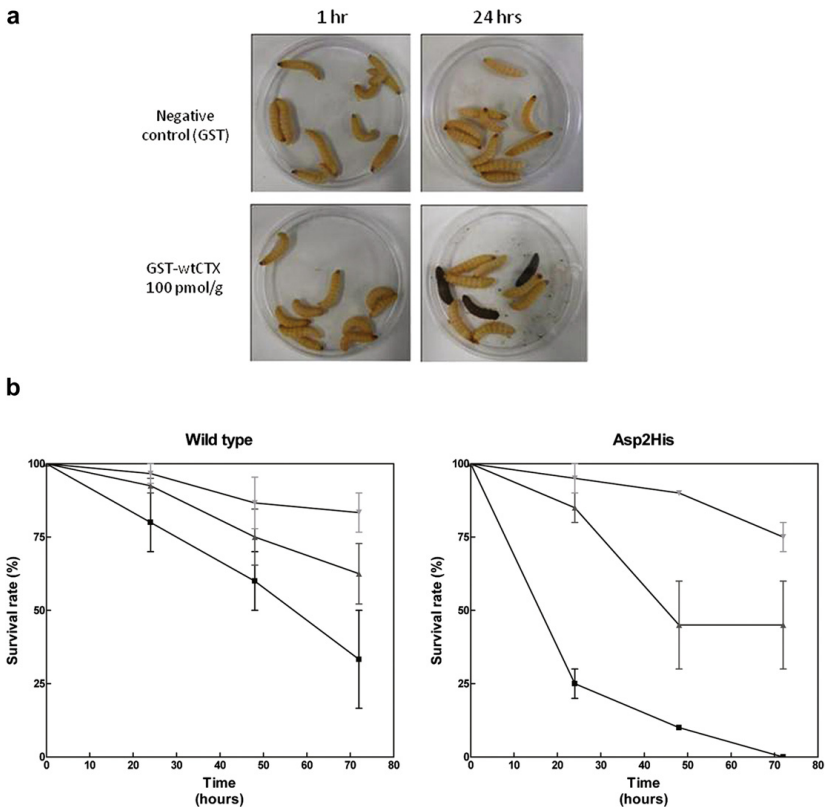 a
1 hr
24 hrs
Negative
control (GST)
GST-wtCTX
100 pmol/g
b
Wild type
Survival rate (%)
100
75
50
25
0
0 10 20 30 40 50 60 70 80
Time
(hours)
Asp2His
Survival rate (%)
100
75
50
25
0
0 10 20 30 40 50 60 70 80
Time
(hours)